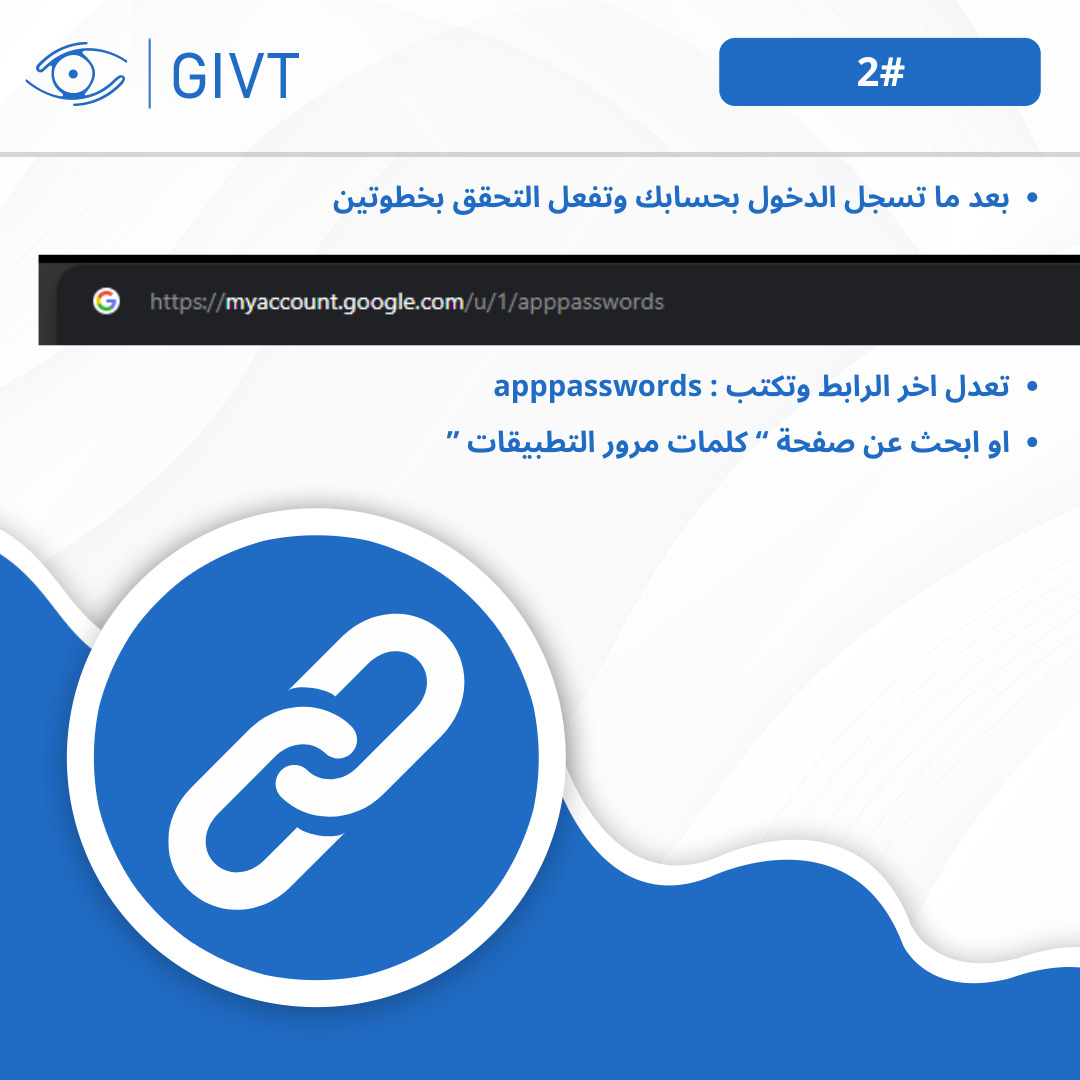 GIVT
2#
بعد ما تسجل الدخول بحسابك وتفعل التحقق بخطوتين
https://myaccount.google.com/u/1/apppasswords
تعدل اخر الرابط وتكتب : apppasswords
او ابحث عن صفحة “ كلمات مرور التطبيقات ”